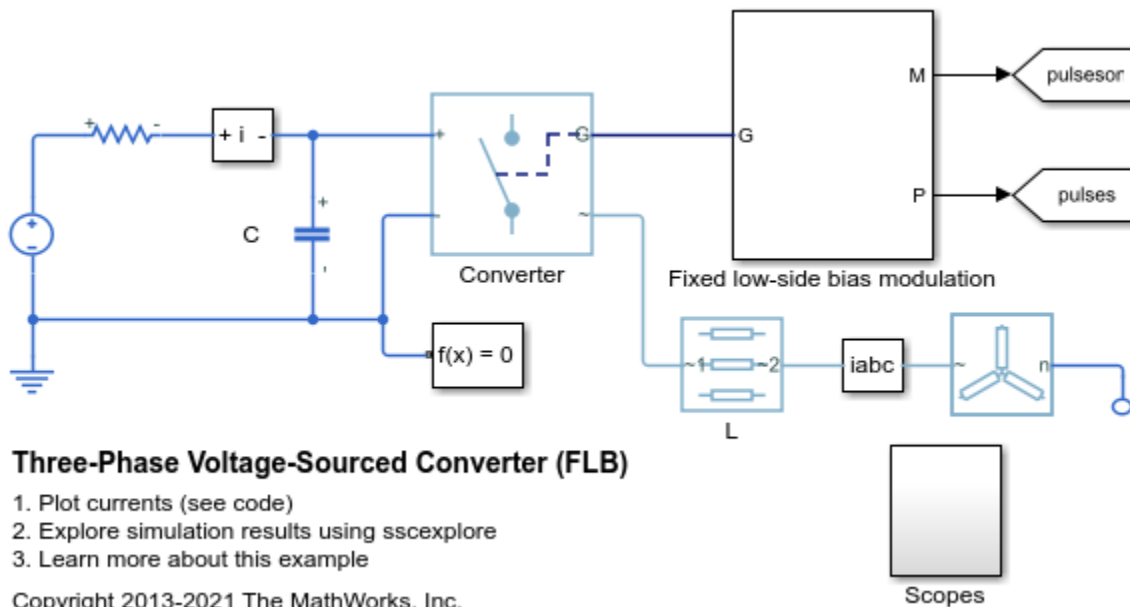 M
pulseson
+ -
+ i -
+
G
G
+
P
pulses
+
-
C
-
~
Converter
Fixed low-side bias modulation
f(x) = 0
~1
~2
iabc
~
n
L
Three-Phase Voltage-Sourced Converter (FLB)
1. Plot currents (see code)
2. Explore simulation results using sscexplore
3. Learn more about this example
Copyright 2013-2021 The MathWorks, Inc.
Scopes